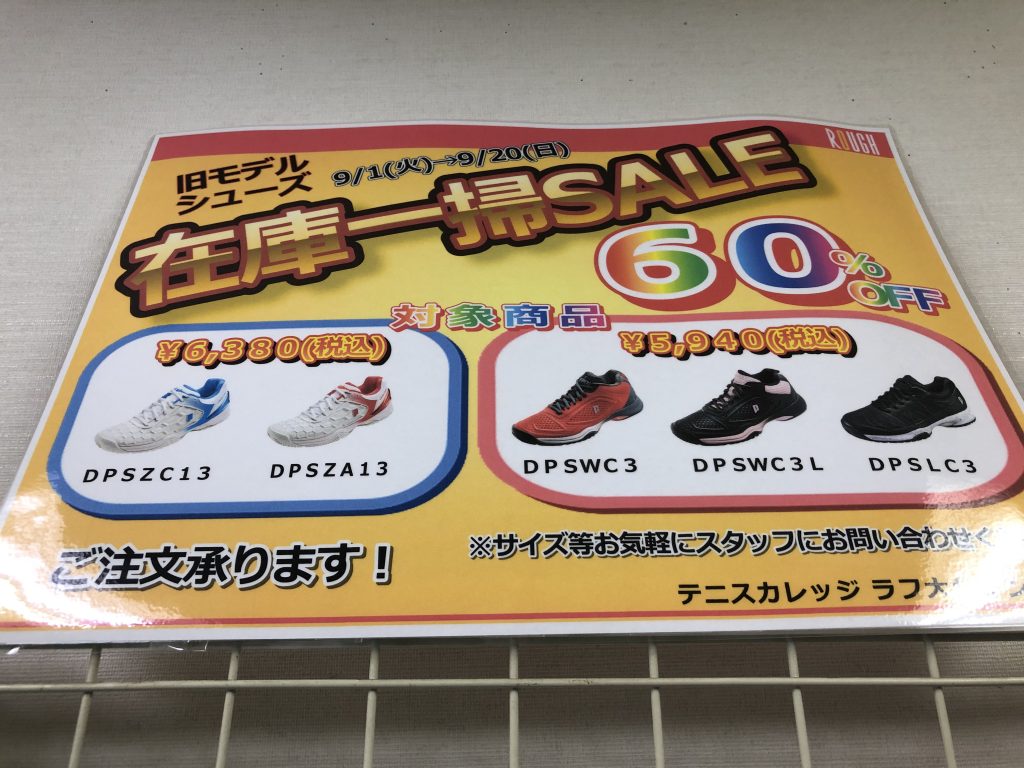 ROUGH
旧モデル
シューズ
9/1(火)→9/20(日)
在庫一掃SALE
60%OFF
対象商品
¥6,380(税込)
DPSZC13
DPSZA13
¥5,940(税込)
DPSWC3
DPSWC3L
DPSLC3
ご注文承ります!
※サイズ等お気軽にスタッフにお問い合わせく
テニスカレッジ ラフ大